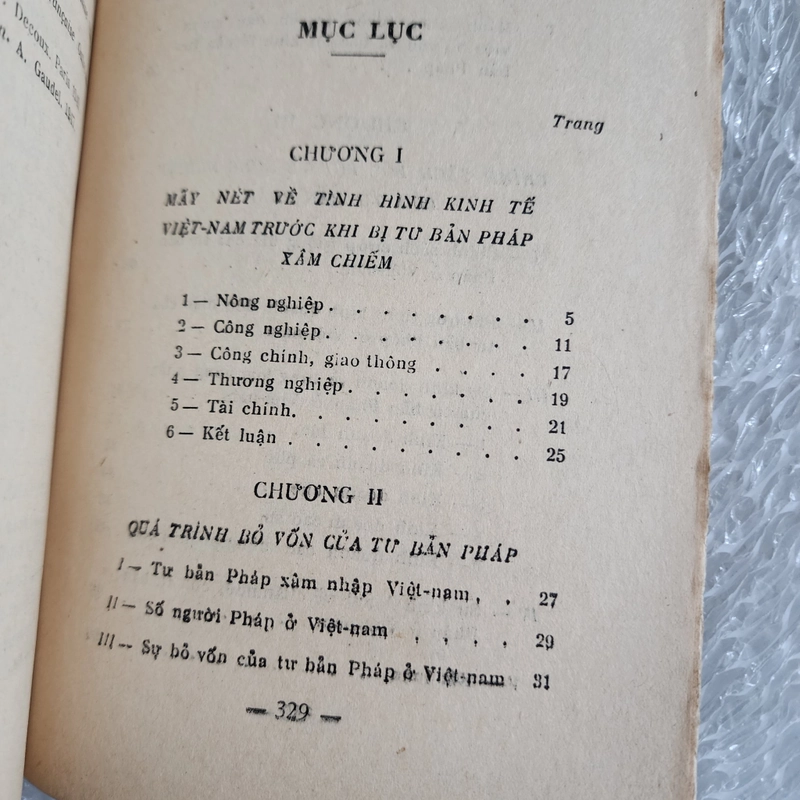 Decoux. Paris
A. Gaudel,
MỤC LỤC
Trang
CHƯƠNG I
MẤY NÉT VỀ TÌNH HÌNH KINH TẾ
VIỆT-NAM TRƯỚC KHI BỊ TƯ BẢN PHÁP
XÂM CHIẾM
1 — Nông nghiệp . . . . . . . . 5
2 — Công nghiệp . . . . . . . . 11
3 — Công chính, giao thông . . . . . 17
4 — Thương nghiệp . . . . . . . 19
5 — Tài chính. . . . . . . . . 21
6 — Kết luận . . . . . . . . . 25
CHƯƠNG II
QUÁ TRÌNH BỎ VỐN CỦA TƯ BẢN PHÁP
I — Tư bản Pháp xâm nhập Việt-nam . . 27
II — Số người Pháp ở Việt-nam . . . . 29
III — Sự bỏ vốn của tư bản Pháp ở Việt-nam . 31
— 329 —